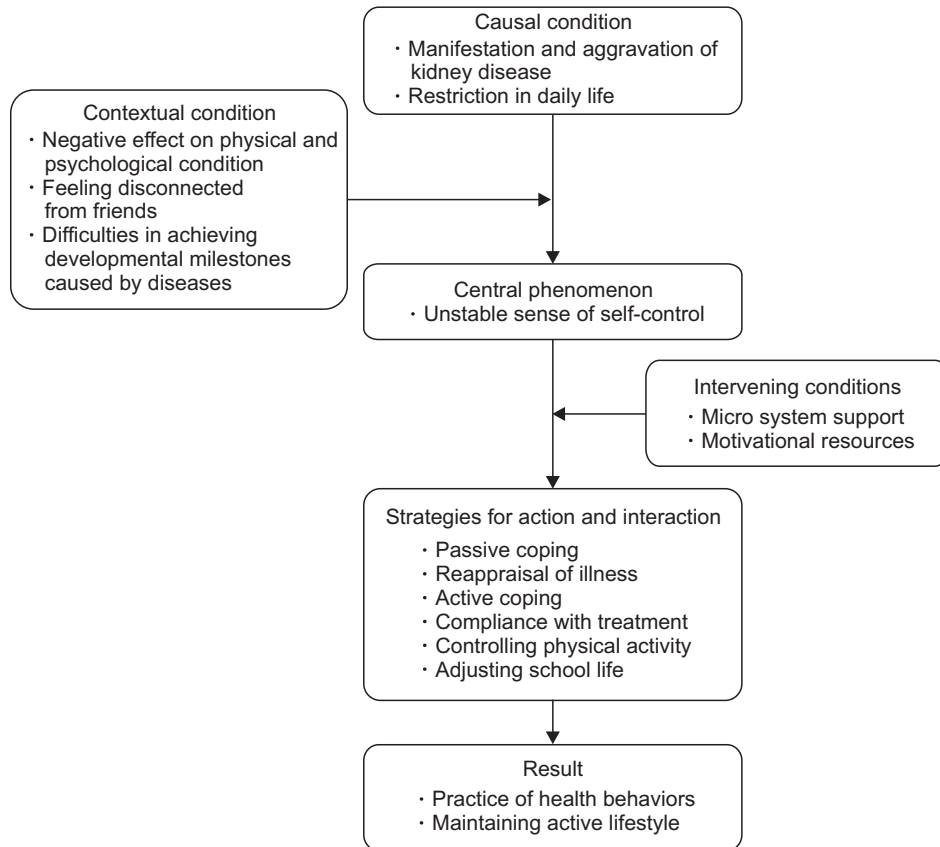 Causal condition
· Manifestation and aggravation of
kidney disease
· Restriction in daily life
Contextual condition
· Negative effect on physical and
psychological condition
· Feeling disconnected
from friends
· Difficulties in achieving
developmental milestones
caused by diseases
Central phenomenon
· Unstable sense of self-control
Intervening conditions
· Micro system support
· Motivational resources
Strategies for action and interaction
· Passive coping
· Reappraisal of illness
· Active coping
· Compliance with treatment
· Controlling physical activity
· Adjusting school life
Result
· Practice of health behaviors
· Maintaining active lifestyle